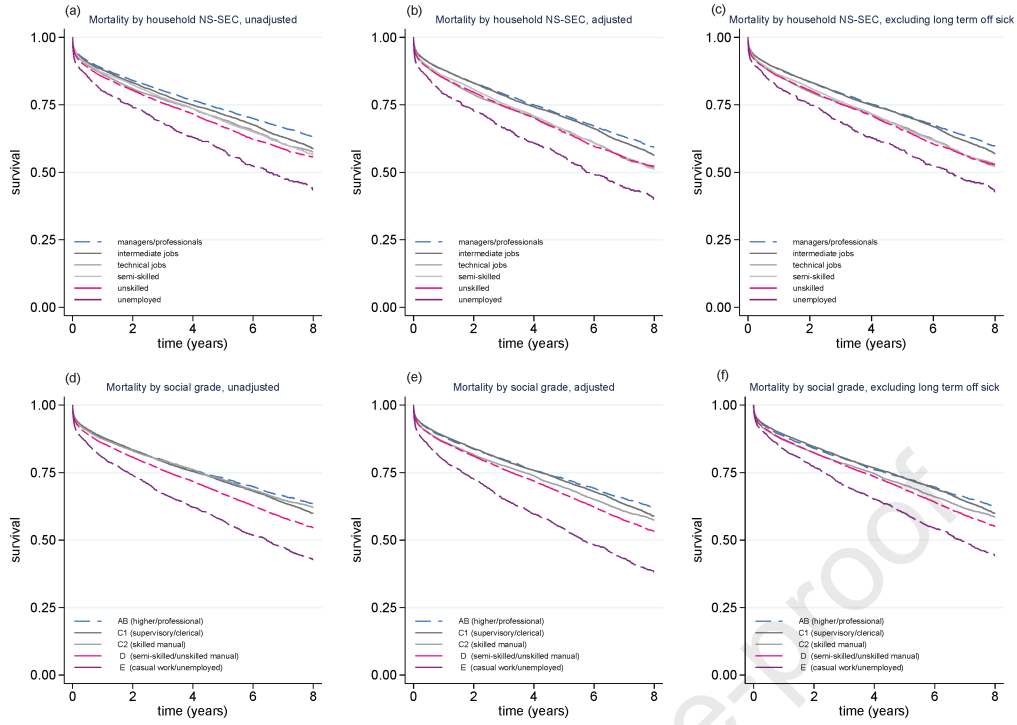 (a)
Mortality by household NS-SEC, unadjusted
1.00
0.75
0.50
0.25
0.00
survival
managers/professionals
intermediate jobs
technical jobs
semi-skilled
unskilled
unemployed
0 2 4 6 8
time (years)
(b)
Mortality by household NS-SEC, adjusted
1.00
0.75
0.50
0.25
0.00
survival
managers/professionals
intermediate jobs
technical jobs
semi-skilled
unskilled
unemployed
0 2 4 6 8
time (years)
(c)
Mortality by household NS-SEC, excluding long term off sick
1.00
0.75
0.50
0.25
0.00
survival
managers/professionals
intermediate jobs
technical jobs
semi-skilled
unskilled
unemployed
0 2 4 6 8
time (years)
(d)
Mortality by social grade, unadjusted
1.00
0.75
0.50
0.25
0.00
survival
AB (higher/professional)
C1 (supervisory/clerical)
C2 (skilled manual)
D (semi-skilled/unskilled manual)
E (casual work/unemployed)
0 2 4 6 8
time (years)
(e)
Mortality by social grade, adjusted
1.00
0.75
0.50
0.25
0.00
survival
AB (higher/professional)
C1 (supervisory/clerical)
C2 (skilled manual)
D (semi-skilled/unskilled manual)
E (casual work/unemployed)
0 2 4 6 8
time (years)
(f)
Mortality by social grade, excluding long term off sick
1.00
0.75
0.50
0.25
0.00
survival
AB (higher/professional)
C1 (supervisory/clerical)
C2 (skilled manual)
D (semi-skilled/unskilled manual)
E (casual work/unemployed)
0 2 4 6 8
time (years)
e-proof